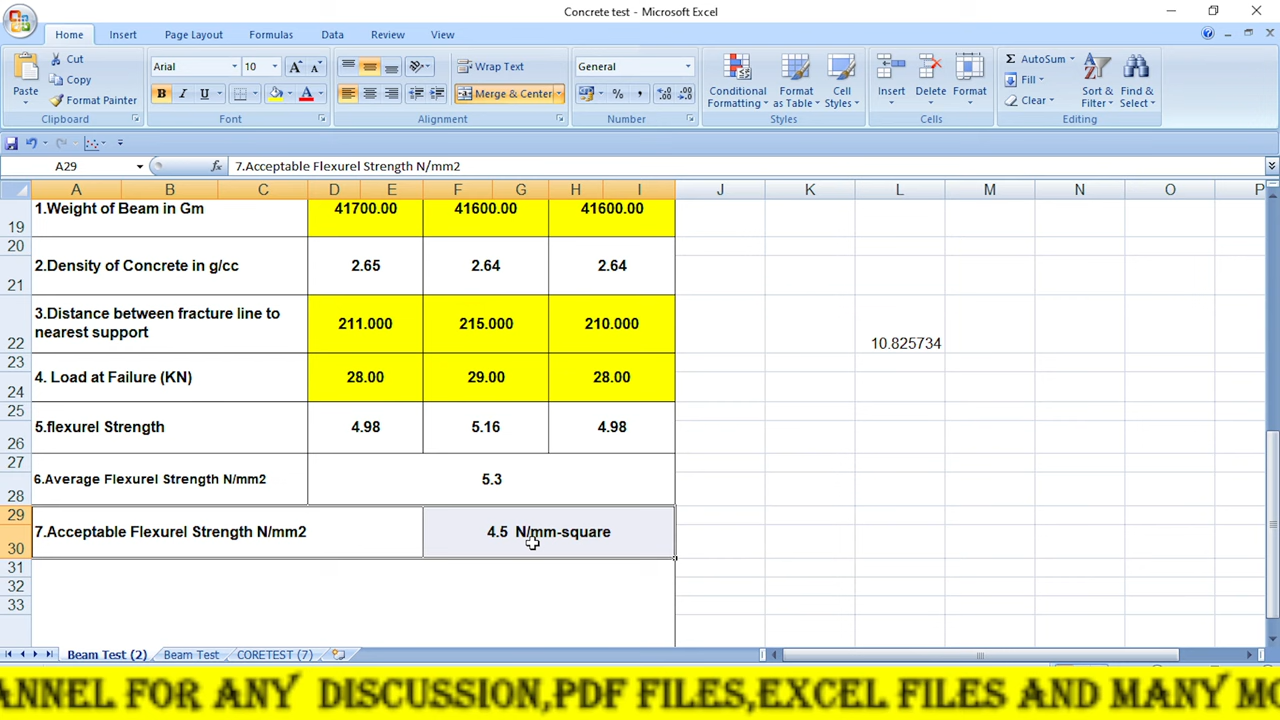 Concrete test - Microsoft Excel
Home Insert Page Layout Formulas Data Review View
Paste
Cut
Copy
Format Painter
Clipboard
Arial 10
B I U
Font
Wrap Text
Merge & Center
Alignment
General
% ,
Number
Conditional Formatting
Format as Table
Cell Styles
Styles
Insert Delete Format
Cells
Σ AutoSum
Fill
Clear
Sort & Filter
Find & Select
Editing
A29 fx 7.Acceptable Flexurel Strength N/mm2
A B C D E F G H I J K L M N O P
19 1.Weight of Beam in Gm 41700.00 41600.00 41600.00
20
21 2.Density of Concrete in g/cc 2.65 2.64 2.64
22 3.Distance between fracture line to nearest support 211.000 215.000 210.000 10.825734
23
24 4. Load at Failure (KN) 28.00 29.00 28.00
25
26 5.flexurel Strength 4.98 5.16 4.98
27
28 6.Average Flexurel Strength N/mm2 5.3
29
30 7.Acceptable Flexurel Strength N/mm2 4.5 N/mm-square
31
32
33
Beam Test (2) Beam Test CORETEST (7)
ANNEL FOR ANY DISCUSSION,PDF FILES,EXCEL FILES AND MANY MO